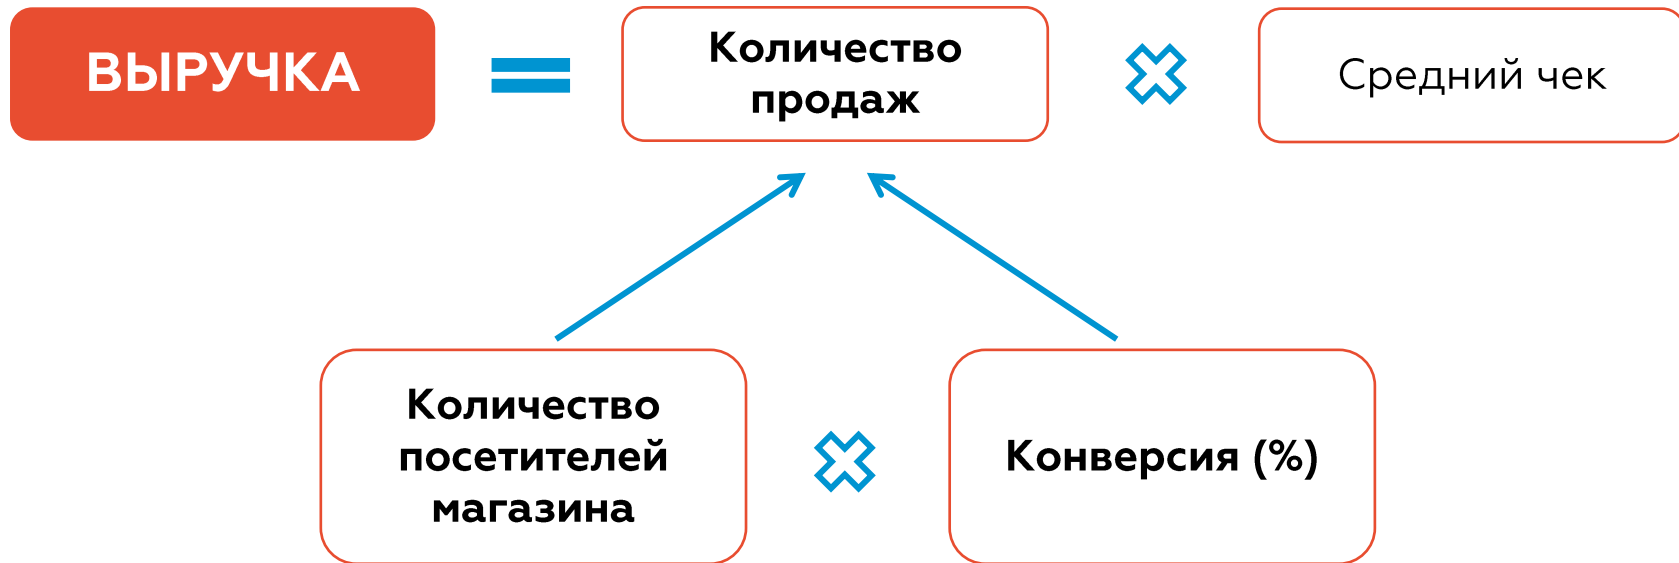 ВЫРУЧКА
Количество
продаж
Средний чек
Количество
посетителей
магазина
Конверсия (%)